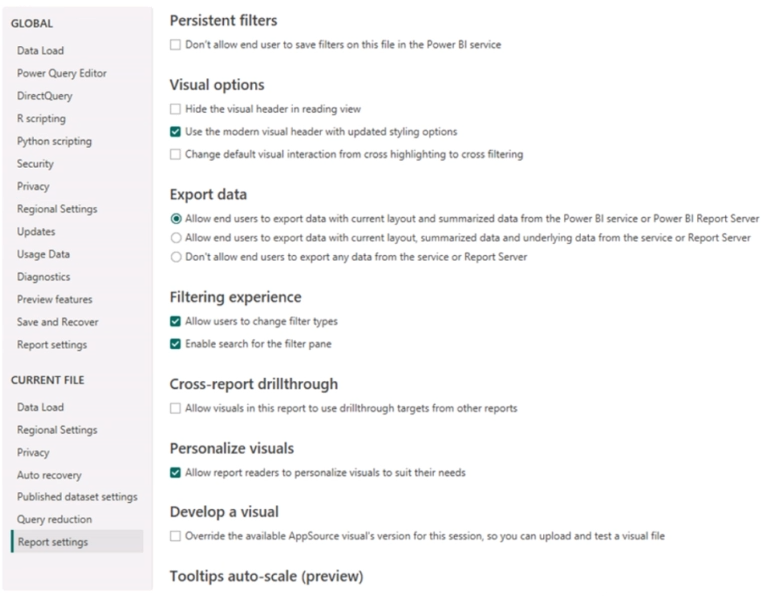 GLOBAL
Data Load
Power Query Editor
DirectQuery
R scripting
Python scripting
Security
Privacy
Regional Settings
Updates
Usage Data
Diagnostics
Preview features
Save and Recover
Report settings
CURRENT FILE
Data Load
Regional Settings
Privacy
Auto recovery
Published dataset settings
Query reduction
Report settings
Persistent filters
Don't allow end user to save filters on this file in the Power BI service
Visual options
Hide the visual header in reading view
Use the modern visual header with updated styling options
Change default visual interaction from cross highlighting to cross filtering
Export data
Allow end users to export data with current layout and summarized data from the Power BI service or Power BI Report Server
Allow end users to export data with current layout, summarized data and underlying data from the service or Report Server
Don't allow end users to export any data from the service or Report Server
Filtering experience
Allow users to change filter types
Enable search for the filter pane
Cross-report drillthrough
Allow visuals in this report to use drillthrough targets from other reports
Personalize visuals
Allow report readers to personalize visuals to suit their needs
Develop a visual
Override the available AppSource visual's version for this session, so you can upload and test a visual file
Tooltips auto-scale (preview)